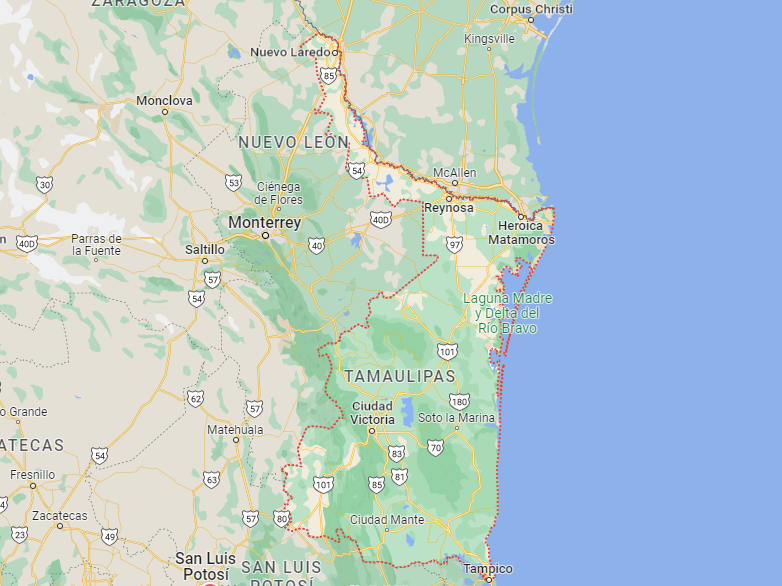 ZARAGOZA
Corpus Christi
Kingsville
Nuevo Laredo
85
Monclova
NUEVO LEON
54
McAllen
30
53
Ciénega
de Flores
Reynosa
Monterrey
40D
Heroica
Matamoros
40D
Parras de
la Fuente
Saltillo
40
97
57
54
Laguna Madre
y Delta del
Río Bravo
101
TAMAULIPAS
62
57
180
Ciudad
Victoria
Soto la Marina
o Grande
Matehuala
ATECAS
54
83
70
Fresnillo
63
101
85
81
4
Zacatecas
57
80
Ciudad Mante
23
49
San Luis
Potosí
SAN LUIS
POTOSÍ
Tampico